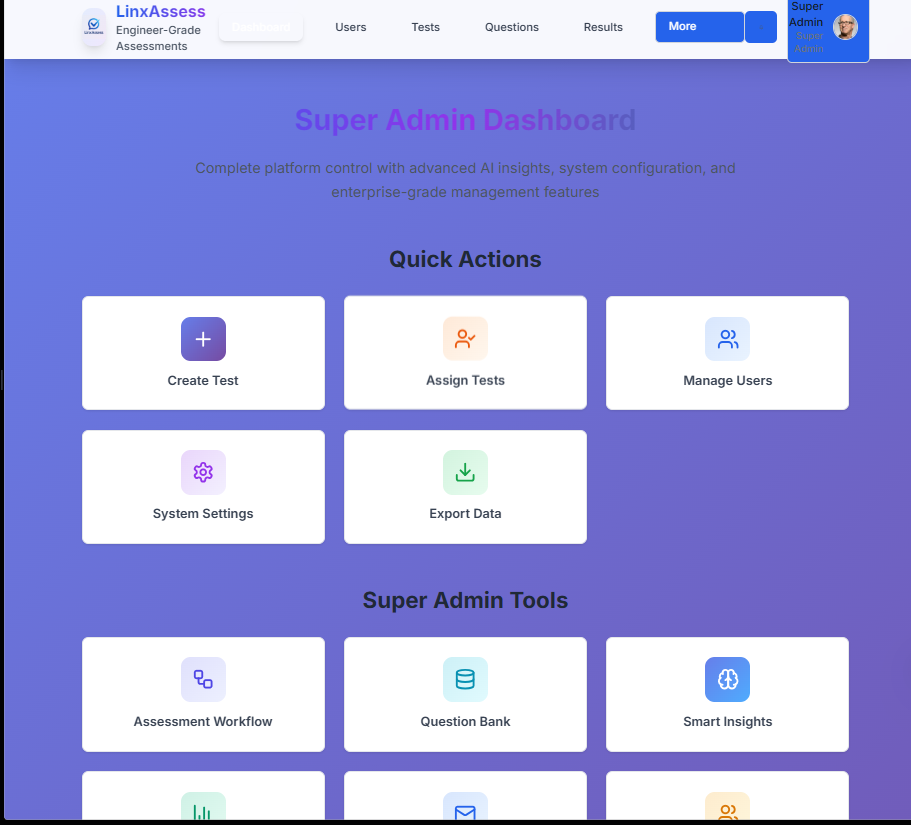 LinxAssess
Engineer-Grade
Assessments
Dashboard
Users
Tests
Questions
Results
More
Super
Admin
Super
Admin
Super Admin Dashboard
Complete platform control with advanced AI insights, system configuration, and
enterprise-grade management features
Quick Actions
Create Test
Assign Tests
Manage Users
System Settings
Export Data
Super Admin Tools
Assessment Workflow
Question Bank
Smart Insights